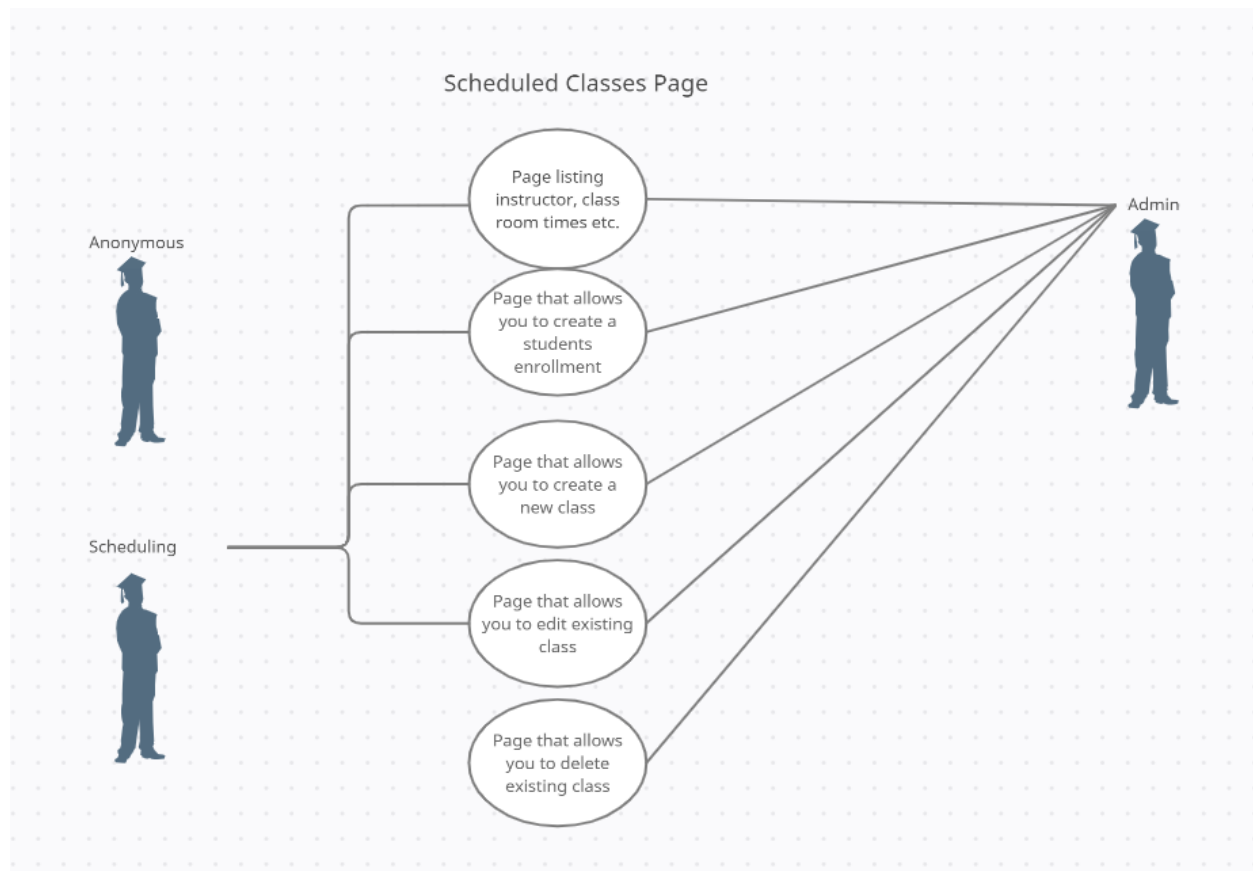 Scheduled Classes Page
Page listing
instructor, class
room times etc.
Admin
Anonymous
Page that allows
you to create a
students
enrollment
Page that allows
you to create a
new class
Scheduling
Page that allows
you to edit existing
class
Page that allows
you to delete
existing class